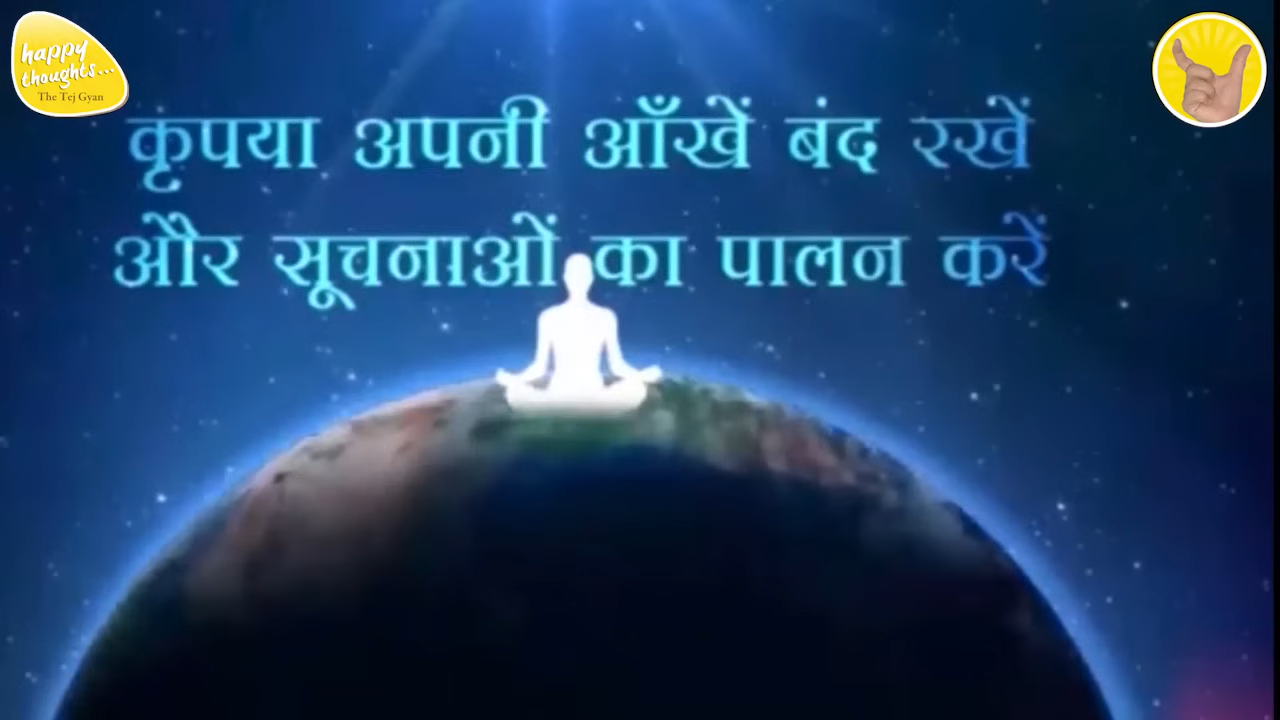 happy
thoughts...
The Tej Gyan
कृपया अपनी आँखें बंद रखें
और सूचनाओं का पालन करें